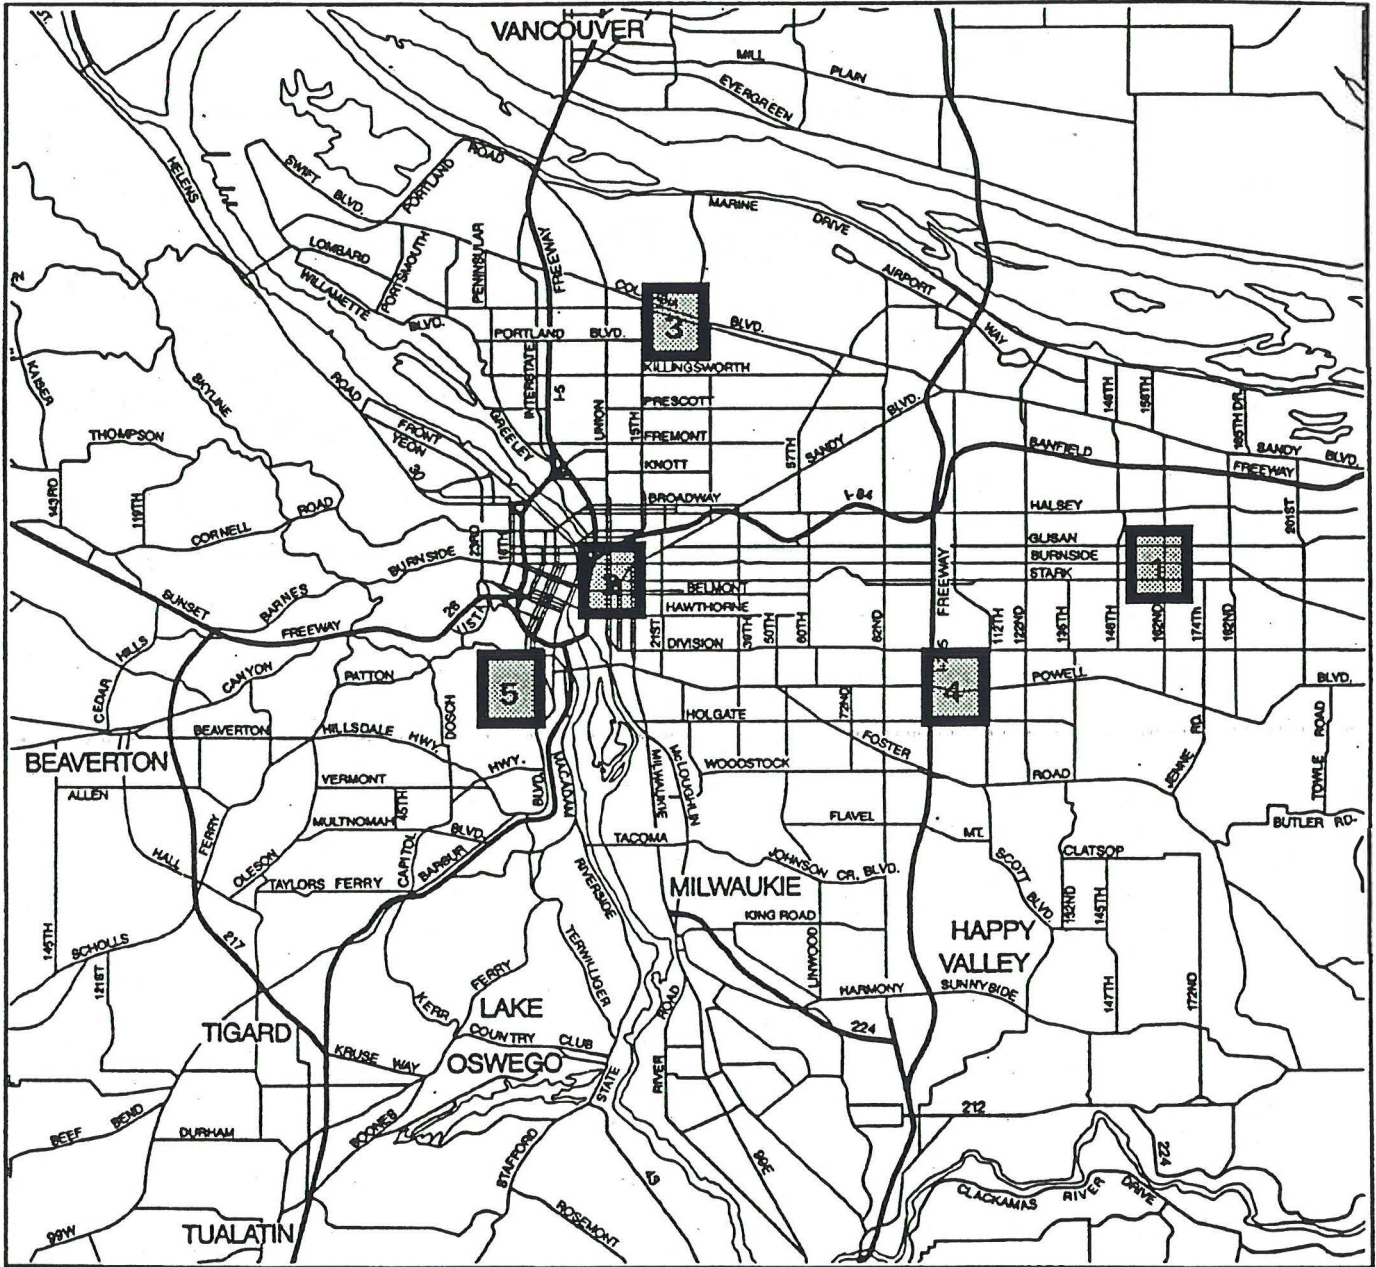 ST.
VANCOUVER
MILL
PLAIN
EVERGREEN
HELENS
SWIFT BLVD.
PORTLAND
ROAD
MARINE
DRIVE
LOMBARD
PORTSMOUTH
PENINSULAR
FREEWAY
WILLAMETTE
BLVD.
AIRPORT
WAY
COL
3
BLVD.
PORTLAND BLVD.
KILLINGSWORTH
INTERSTATE
I-5
KAISER
SKYLINE
ROAD
GREELEY
UNION
15TH
PRESCOTT
FREMONT
KNOTT
57TH
SANDY
BLVD.
148TH
158TH
185TH DR.
THOMPSON
FRONT
YEON
30
BANFIELD
SANDY BLVD.
FREEWAY
143RD
119TH
CORNELL
ROAD
BROADWAY
I-84
HALSEY
201ST
23RD
BURNSIDE
GLISAN
BURNSIDE
STARK
1
SUNSET
BARNES
FREEWAY
26
VISTA
BELMONT
HAWTHORNE
DIVISION
21ST
39TH
50TH
60TH
82ND
FREEWAY
112TH
122ND
136TH
148TH
162ND
174TH
182ND
HILLS
CEDAR
CANYON
PATTON
5
4
POWELL
BLVD.
BEAVERTON
HILLSDALE
HWY.
DOSCH
HOLGATE
72ND
FOSTER
JENNE
RD.
TOWLE ROAD
BEAVERTON
ALLEN
VERMONT
HWY.
BLVD.
MACADAM
MILWAUKIE
McLOUGHLIN
WOODSTOCK
ROAD
45TH
MULTNOMAH
BLVD.
FLAVEL
MT.
BUTLER RD.
HALL
FERRY
OLESON
CAPITOL
BARBUR
TACOMA
JOHNSON CR. BLVD.
SCOTT
BLVD.
CLATSOP
TAYLORS FERRY
RIVERSIDE
MILWAUKIE
132ND
145TH
KING ROAD
145TH
SCHOLLS
217
TERWILLIGER
LINWOOD
HAPPY
VALLEY
121ST
FERRY
KERR
LAKE
OSWEGO
HARMONY
SUNNYSIDE
147TH
172ND
TIGARD
COUNTRY CLUB
ROAD
224
KRUSE WAY
STATE
RIVER
BEEF BEND
DURHAM
BOONES
212
STAFFORD
43
99E
224
CLACKAMAS RIVER DRIVE
99W
TUALATIN
ROSEMONT